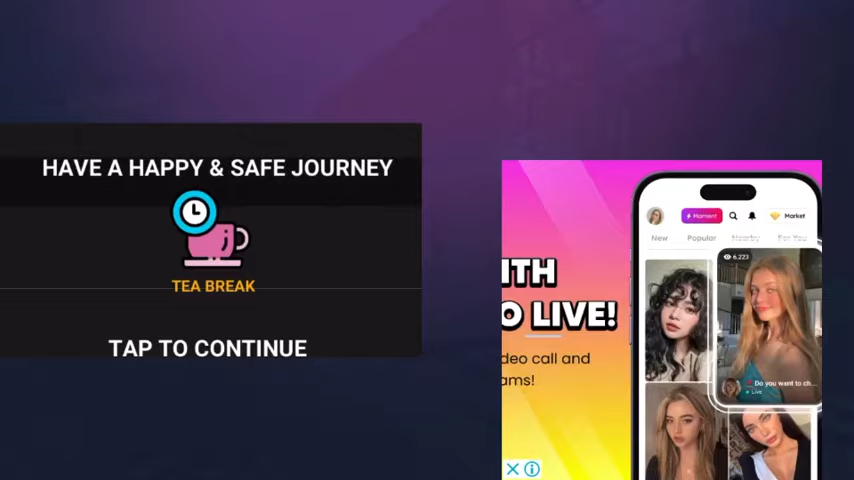 HAVE A HAPPY & SAFE JOURNEY
TEA BREAK
TAP TO CONTINUE
ITH
O LIVE!
deo call and
ams!
Moment
Market
New Popular Nearby For You
6,223
Do you want to ch...
Live